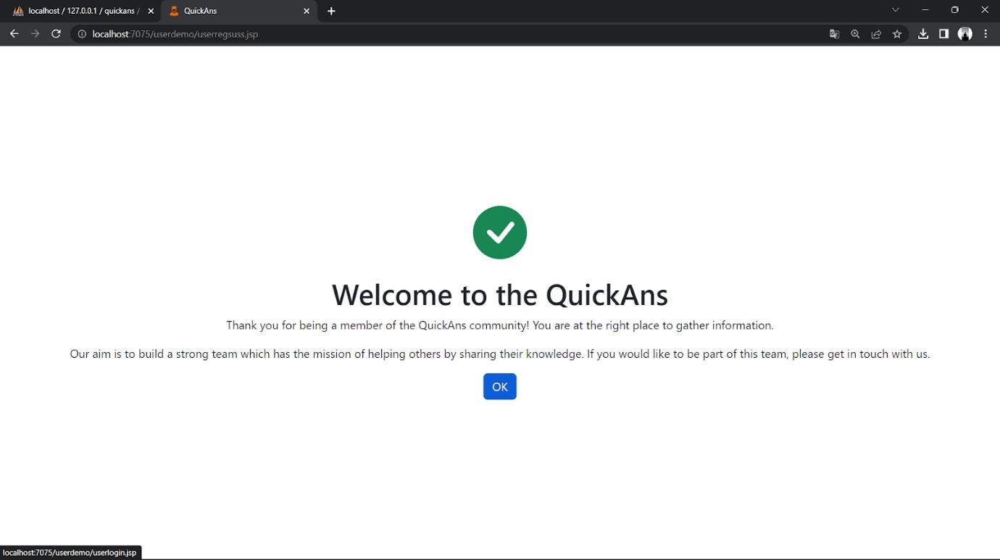 localhost / 127.0.0.1 / quickans /
QuickAns
localhost:7075/userdemo/userregsuss.jsp
Welcome to the QuickAns
Thank you for being a member of the QuickAns community! You are at the right place to gather information.
Our aim is to build a strong team which has the mission of helping others by sharing their knowledge. If you would like to be part of this team, please get in touch with us.
OK
localhost:7075/userdemo/userlogin.jsp